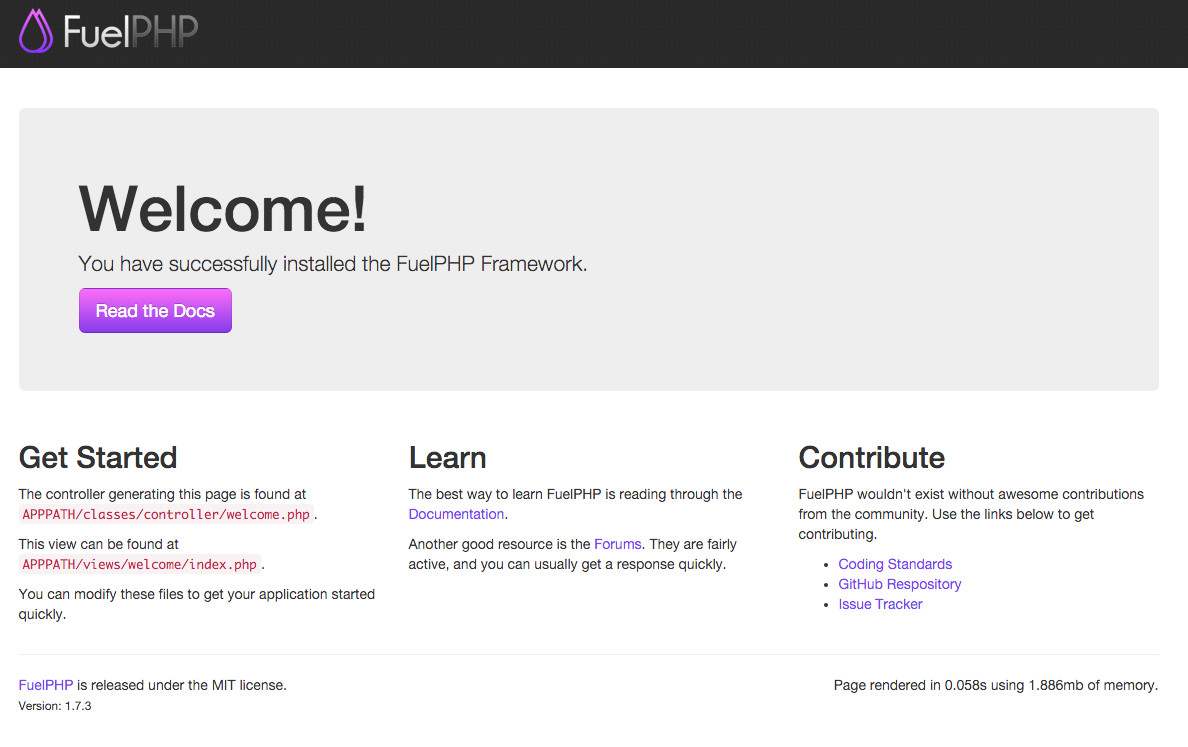 FuelPHP
Welcome!
You have successfully installed the FuelPHP Framework.
Read the Docs
Get Started
The controller generating this page is found at
APPPATH/classes/controller/welcome.php.
This view can be found at
APPPATH/views/welcome/index.php.
You can modify these files to get your application started
quickly.
Learn
The best way to learn FuelPHP is reading through the
Documentation.
Another good resource is the Forums. They are fairly
active, and you can usually get a response quickly.
Contribute
FuelPHP wouldn't exist without awesome contributions
from the community. Use the links below to get
contributing.
• Coding Standards
• GitHub Respository
• Issue Tracker
FuelPHP is released under the MIT license.
Version: 1.7.3
Page rendered in 0.058s using 1.886mb of memory.